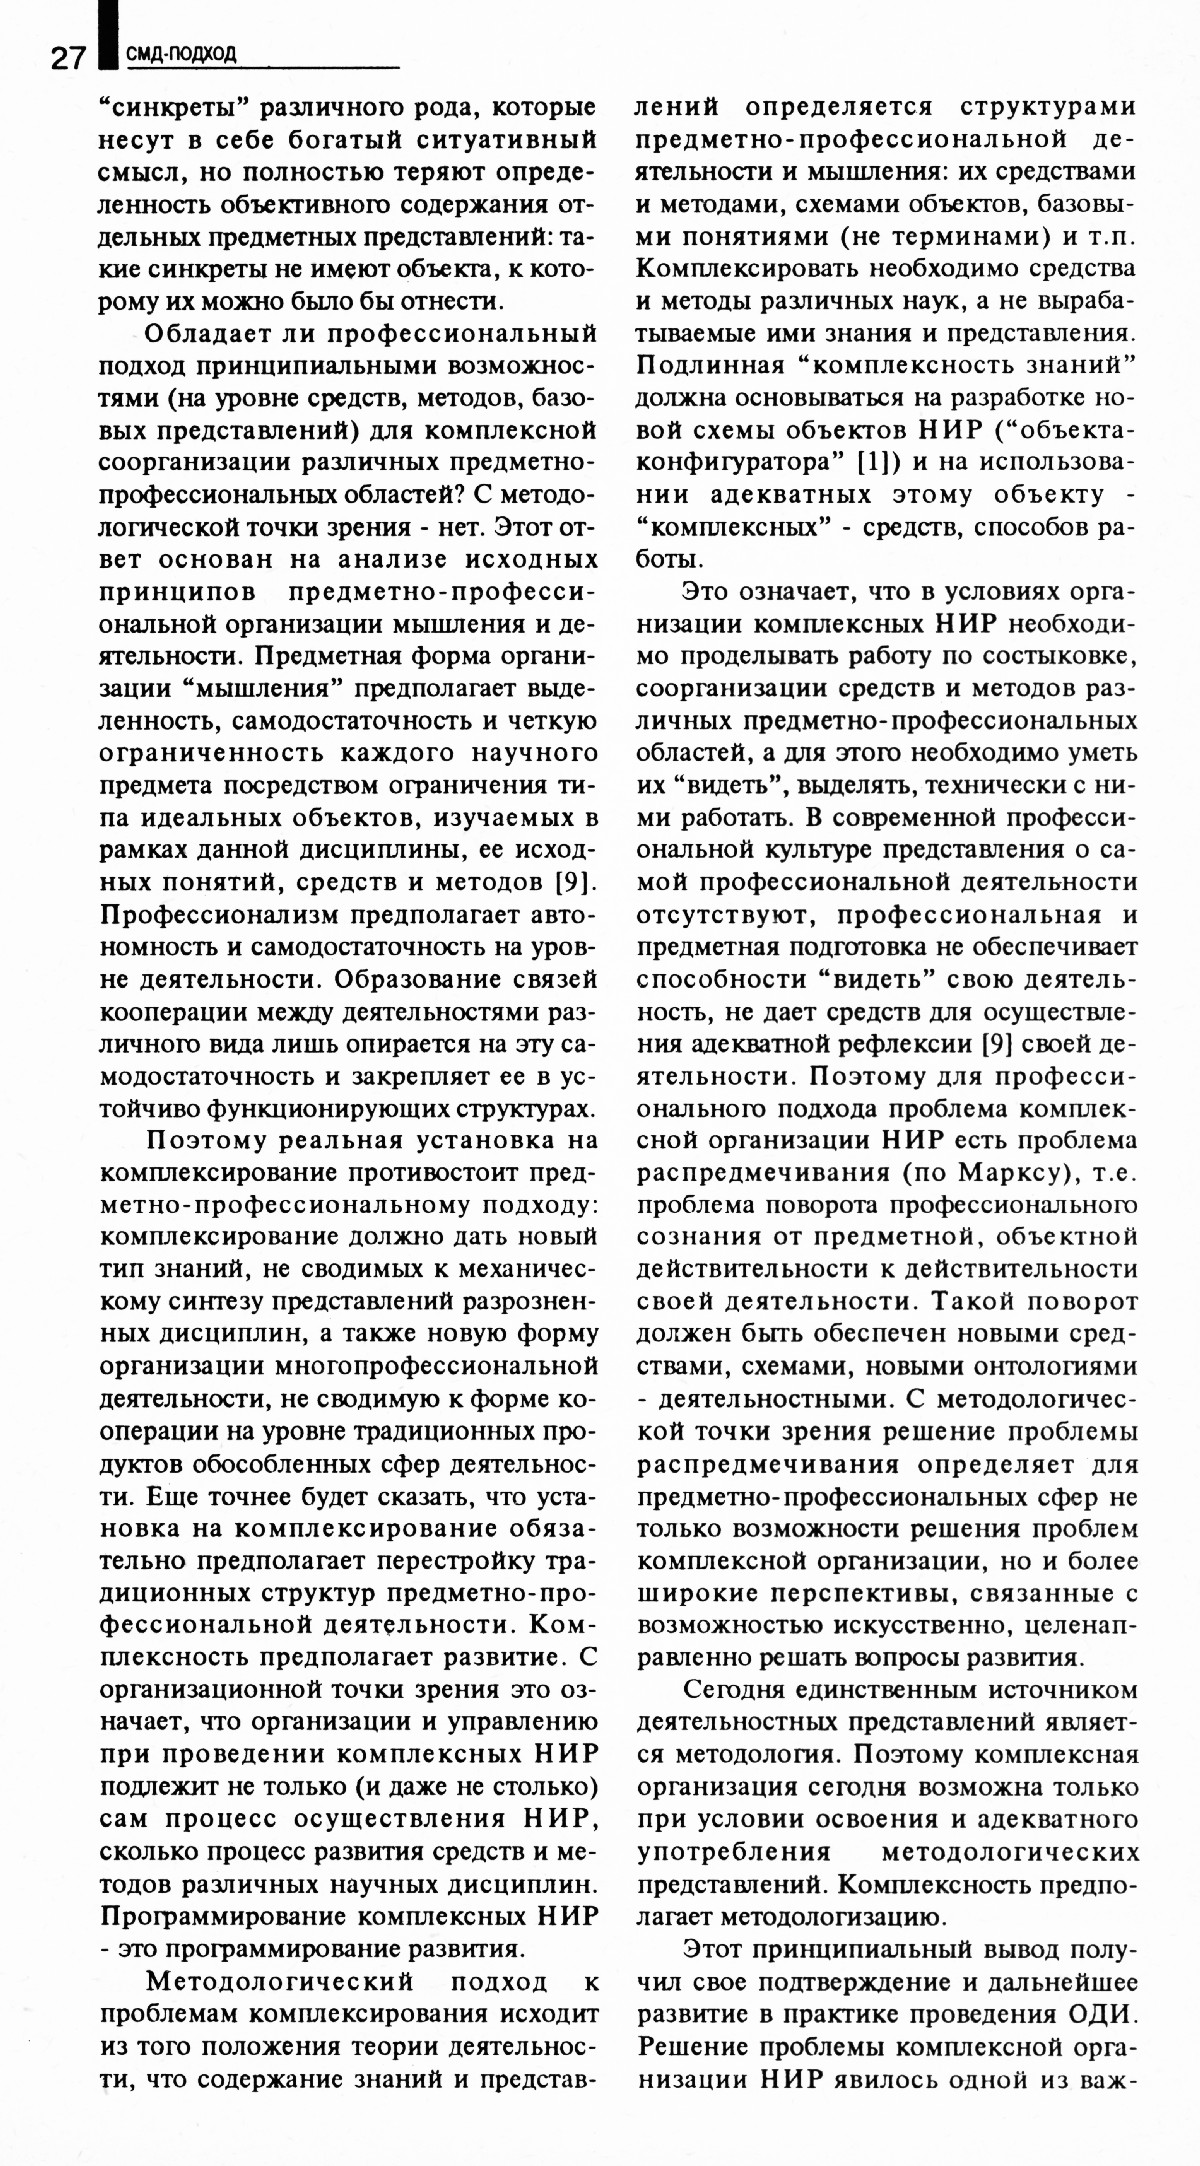 27
СМД-ПОДХОД
“синкреты” различного рода, которые
несут в себе богатый ситуативный
смысл, но полностью теряют опреде-
ленность объективного содержания от-
дельных предметных представлений: та-
кие синкреты не имеют объекта, к кото-
рому их можно было бы отнести.
Обладает ли профессиональный
подход принципиальными возможнос-
тями (на уровне средств, методов, базо-
вых представлений) для комплексной
соорганизации различных предметно-
профессиональных областей? С методо-
логической точки зрения - нет. Этот от-
вет основан на анализе исходных
принципов предметно-професси-
ональной организации мышления и де-
ятельности. Предметная форма органи-
зации “мышления” предполагает выде-
ленность, самодостаточность и четкую
ограниченность каждого научного
предмета посредством ограничения ти-
па идеальных объектов, изучаемых в
рамках данной дисциплины, ее исход-
ных понятий, средств и методов [9].
Профессионализм предполагает авто-
номность и самодостаточность на уров-
не деятельности. Образование связей
кооперации между деятельностями раз-
личного вида лишь опирается на эту са-
модостаточность и закрепляет ее в ус-
тойчиво функционирующих структурах.
Поэтому реальная установка на
комплексирование противостоит пред-
метно-профессиональному подходу:
комплексирование должно дать новый
тип знаний, не сводимых к механичес-
кому синтезу представлений разрознен-
ных дисциплин, а также новую форму
организации многопрофессиональной
деятельности, не сводимую к форме ко-
операции на уровне традиционных про-
дуктов обособленных сфер деятельнос-
ти. Еще точнее будет сказать, что уста-
новка на комплексирование обяза-
тельно предполагает перестройку тра-
диционных структур предметно-про-
фессиональной деятельности. Ком-
плексность предполагает развитие. С
организационной точки зрения это оз-
начает, что организации и управлению
при проведении комплексных НИР
подлежит не только (и даже не столько)
сам процесс осуществления НИР,
сколько процесс развития средств и ме-
тодов различных научных дисциплин.
Программирование комплексных НИР
- это программирование развития.
Методологический подход к
проблемам комплексирования исходит
из того положения теории деятельнос-
ти, что содержание знаний и представ-
лений определяется структурами
предметно-профессиональной де-
ятельности и мышления: их средствами
и методами, схемами объектов, базовы-
ми понятиями (не терминами) и т.п.
Комплексировать необходимо средства
и методы различных наук, а не выраба-
тываемые ими знания и представления.
Подлинная “комплексность знаний”
должна основываться на разработке но-
вой схемы объектов НИР (“объекта-
конфигуратора” [1]) и на использова-
нии адекватных этому объекту -
“комплексных” - средств, способов ра-
боты.
Это означает, что в условиях орга-
низации комплексных НИР необходи-
мо проделывать работу по состыковке,
соорганизации средств и методов раз-
личных предметно-профессиональных
областей, а для этого необходимо уметь
их “видеть”, выделять, технически с ни-
ми работать. В современной професси-
ональной культуре представления о са-
мой профессиональной деятельности
отсутствуют, профессиональная и
предметная подготовка не обеспечивает
способности “видеть” свою деятель-
ность, не дает средств для осуществле-
ния адекватной рефлексии [9] своей де-
ятельности. Поэтому для професси-
онального подхода проблема комплек-
сной организации НИР есть проблема
распредмечивания (по Марксу), т.е.
проблема поворота профессионального
сознания от предметной, объектной
действительности к действительности
своей деятельности. Такой поворот
должен быть обеспечен новыми сред-
ствами, схемами, новыми онтологиями
- деятельностными. С методологичес-
кой точки зрения решение проблемы
распредмечивания определяет для
предметно-профессиональных сфер не
только возможности решения проблем
комплексной организации, но и более
широкие перспективы, связанные с
возможностью искусственно, целенап-
равленно решать вопросы развития.
Сегодня единственным источником
деятельностных представлений являет-
ся методология. Поэтому комплексная
организация сегодня возможна только
при условии освоения и адекватного
употребления методологических
представлений. Комплексность предпо-
лагает методологизацию.
Этот принципиальный вывод полу-
чил свое подтверждение и дальнейшее
развитие в практике проведения ОДИ.
Решение проблемы комплексной орга-
низации НИР явилось одной из важ-